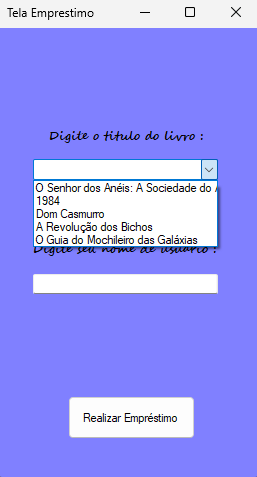 Tela Emprestimo
Digite o titulo do livro :
O Senhor dos Anéis: A Sociedade do
1984
Dom Casmurro
A Revolução dos Bichos
O Guia do Mochileiro das Galáxias
Digite seu nome de usuário :
Realizar Empréstimo